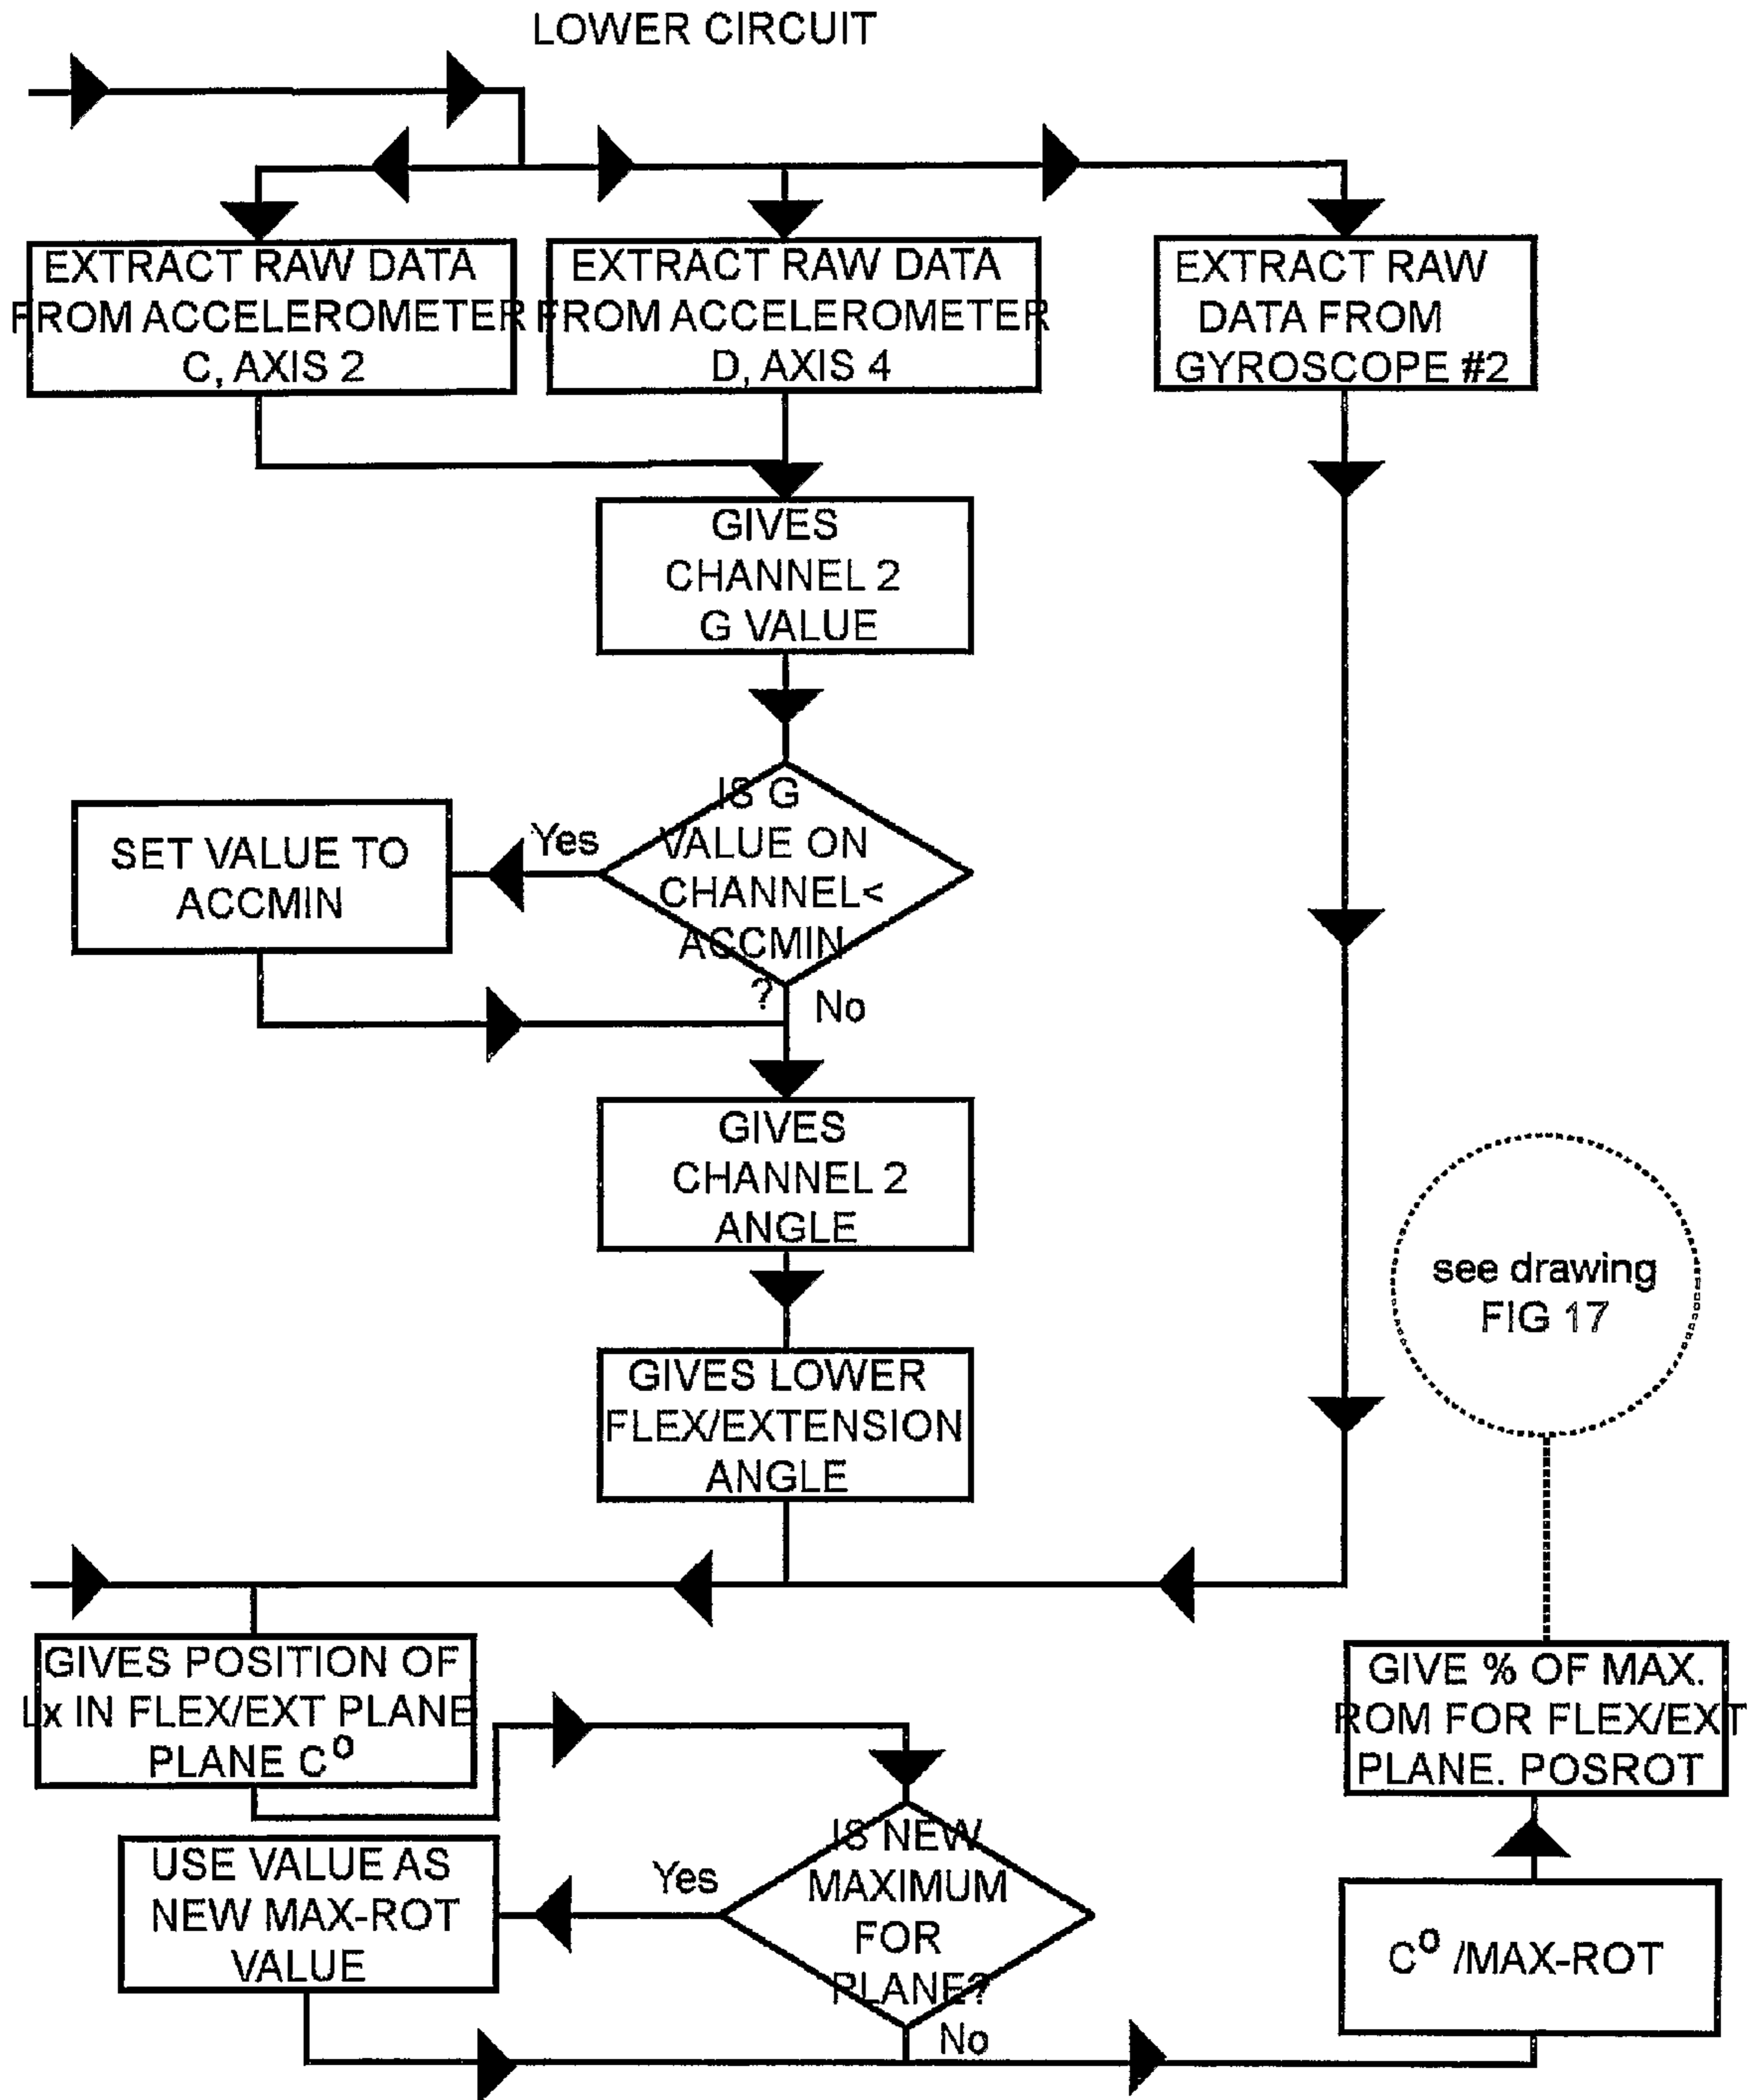 LOWER CIRCUIT
EXTRACT RAW DATA
FROM ACCELEROMETER
C, AXIS 2
EXTRACT RAW DATA
FROM ACCELEROMETER
D, AXIS 4
EXTRACT RAW
DATA FROM
GYROSCOPE #2
GIVES
CHANNEL 2
G VALUE
IS G
VALUE ON
CHANNEL<
ACCMIN
?
Yes
No
SET VALUE TO
ACCMIN
GIVES
CHANNEL 2
ANGLE
GIVES LOWER
FLEX/EXTENSION
ANGLE
see drawing
FIG 17
GIVES POSITION OF
Lx IN FLEX/EXT PLANE
PLANE Cº
IS NEW
MAXIMUM
FOR
PLANE?
Yes
No
USE VALUE AS
NEW MAX-ROT
VALUE
GIVE % OF MAX.
ROM FOR FLEX/EXT
PLANE. POSROT
Cº /MAX-ROT